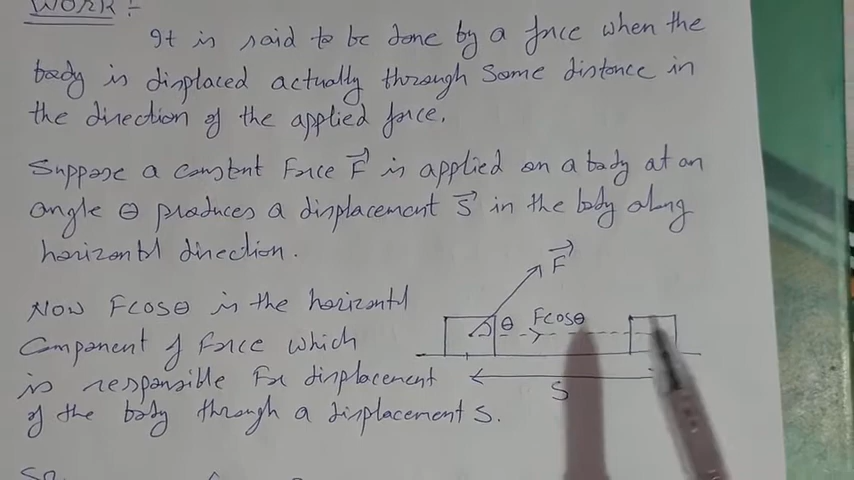 WORK :-
It is said to be done by a force when the
body is displaced actually through some distance in
the direction of the applied force.
Suppose a constant Force F⃗ is applied on a body at an
angle θ produces a displacement S⃗ in the body along
horizontal direction.
F⃗
Now Fcosθ is the horizontal
θ Fcosθ
Component of Force which
is responsible for displacement
S
of the body through a displacement S.
So